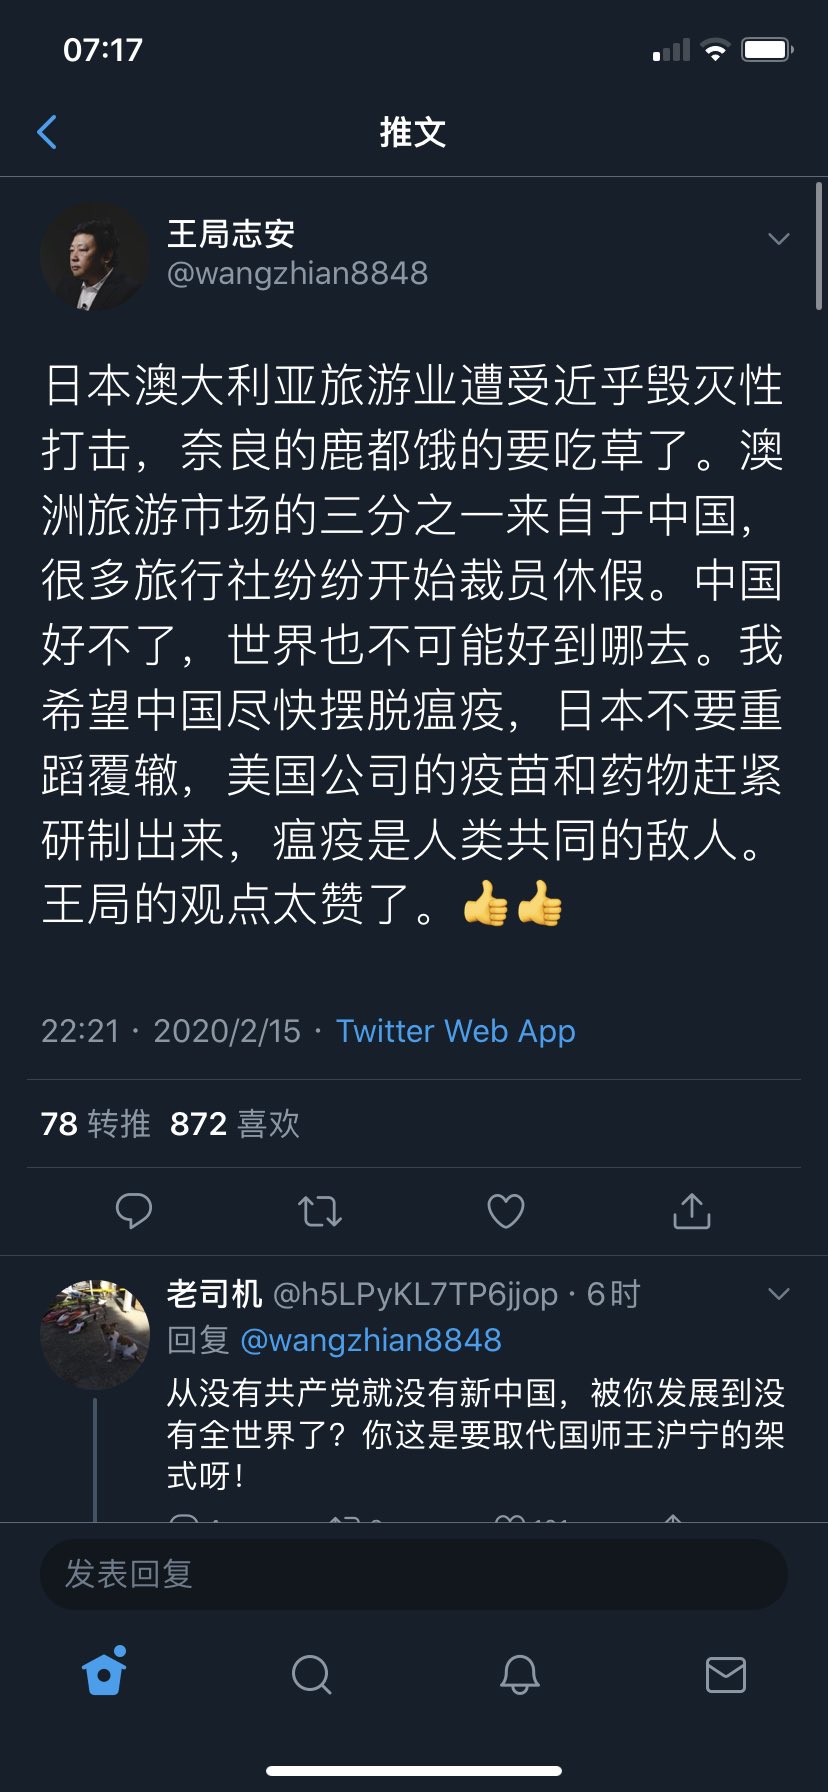 07:17
推文
王局志安
@wangzhian8848
日本澳大利亚旅游业遭受近乎毁灭性
打击，奈良的鹿都饿的要吃草了。澳
洲旅游市场的三分之一来自于中国，
很多旅行社纷纷开始裁员休假。中国
好不了，世界也不可能好到哪去。我
希望中国尽快摆脱瘟疫，日本不要重
蹈覆辙，美国公司的疫苗和药物赶紧
研制出来，瘟疫是人类共同的敌人。
王局的观点太赞了。👍👍
22:21 · 2020/2/15 · Twitter Web App
78 转推 872 喜欢
老司机 @h5LPyKL7TP6jjop · 6时
回复 @wangzhian8848
从没有共产党就没有新中国，被你发展到没
有全世界了？你这是要取代国师王沪宁的架
式呀！
发表回复